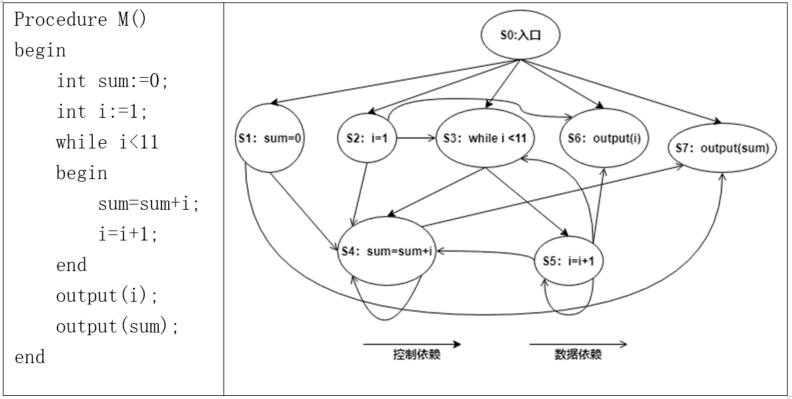 Procedure M()
begin
int sum:=0;
int i:=1;
while i<11
begin
sum=sum+i;
i=i+1;
end
output(i);
output(sum);
end
S0:入口
S1: sum=0
S2: i=1
S3: while i <11
S6: output(i)
S7: output(sum)
S4: sum=sum+i
S5: i=i+1
控制依赖
数据依赖